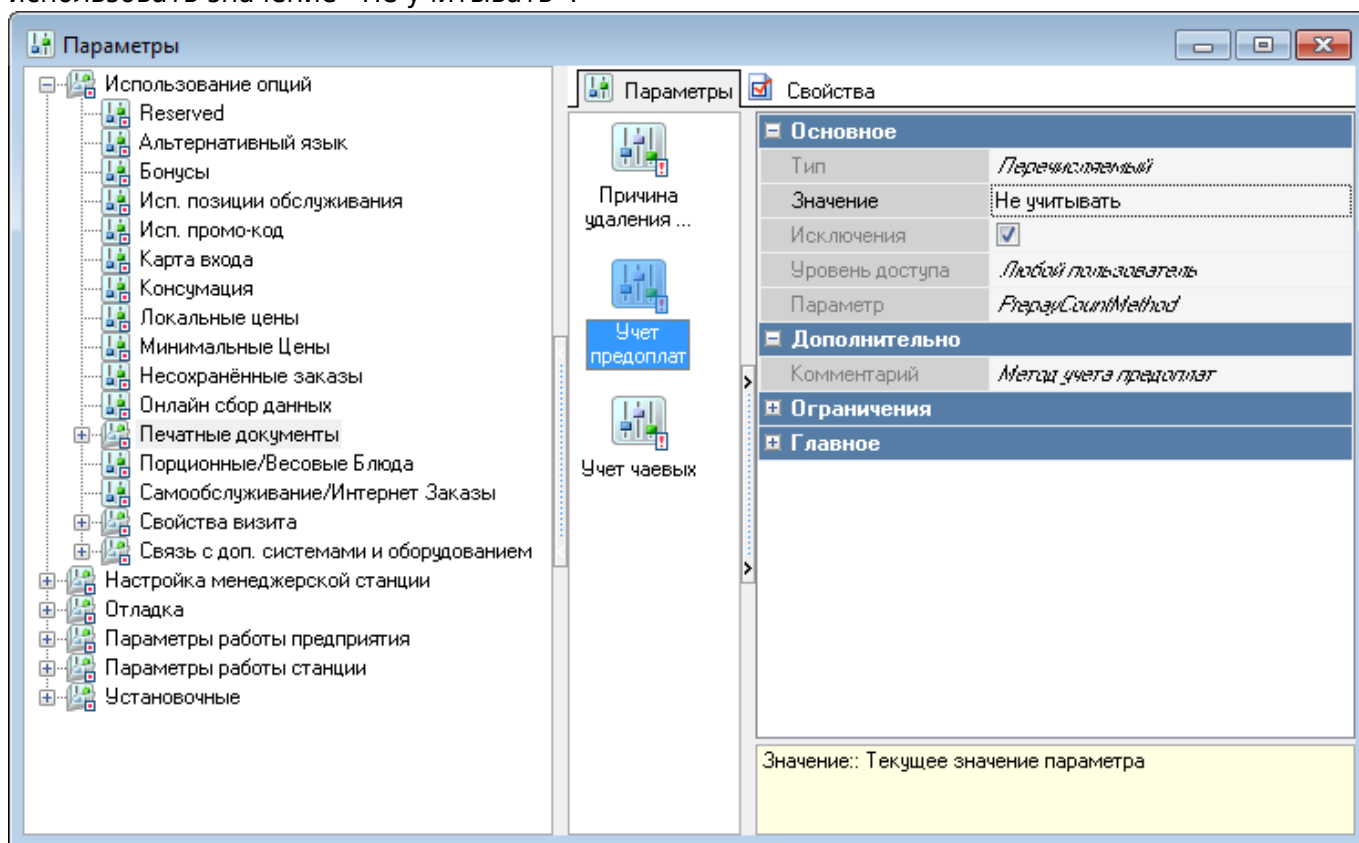 использовать значение "Не учитывать".
Параметры
Использование опций
Reserved
Альтернативный язык
Бонусы
Исп. позиции обслуживания
Исп. промо-код
Карта входа
Консумация
Локальные цены
Минимальные Цены
Несохранённые заказы
Онлайн сбор данных
Печатные документы
Порционные/Весовые Блюда
Самообслуживание/Интернет Заказы
Свойства визита
Связь с доп. системами и оборудованием
Настройка менеджерской станции
Отладка
Параметры работы предприятия
Параметры работы станции
Установочные
Параметры
Свойства
Причина
удаления ...
Учет
предоплат
Учет чаевых
Основное
Тип Перечисляемый
Значение Не учитывать
Исключения
Уровень доступа Любой пользователь
Параметр PrepayCountMethod
Дополнительно
Комментарий Метод учета предоплат
Ограничения
Главное
Значение:: Текущее значение параметра